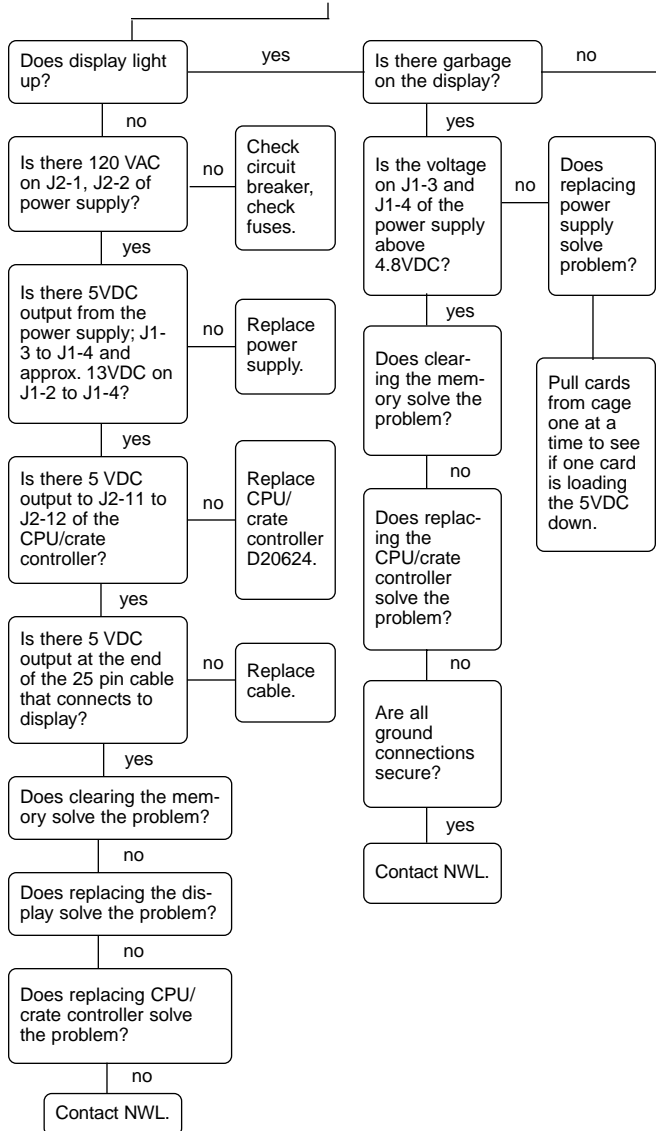 Does display light
up?
yes
Is there garbage
on the display?
no
no
Is there 120 VAC
on J2-1, J2-2 of
power supply?
no
Check
circuit
breaker,
check
fuses.
yes
Is there 5VDC
output from the
power supply; J1-
3 to J1-4 and
approx. 13VDC on
J1-2 to J1-4?
no
Replace
power
supply.
yes
Is there 5 VDC
output to J2-11 to
J2-12 of the
CPU/crate
controller?
no
Replace
CPU/
crate
controller
D20624.
yes
Is there 5 VDC
output at the end
of the 25 pin cable
that connects to
display?
no
Replace
cable.
yes
Does clearing the mem-
ory solve the problem?
no
Does replacing the dis-
play solve the problem?
no
Does replacing CPU/
crate controller solve
the problem?
no
Contact NWL.
yes
Is the voltage
on J1-3 and
J1-4 of the
power supply
above
4.8VDC?
no
Does
replacing
power
supply
solve
problem?
Pull cards
from cage
one at a
time to see
if one card
is loading
the 5VDC
down.
yes
Does clear-
ing the mem-
ory solve the
problem?
no
Does replac-
ing the
CPU/crate
controller
solve the
problem?
no
Are all
ground
connections
secure?
yes
Contact NWL.